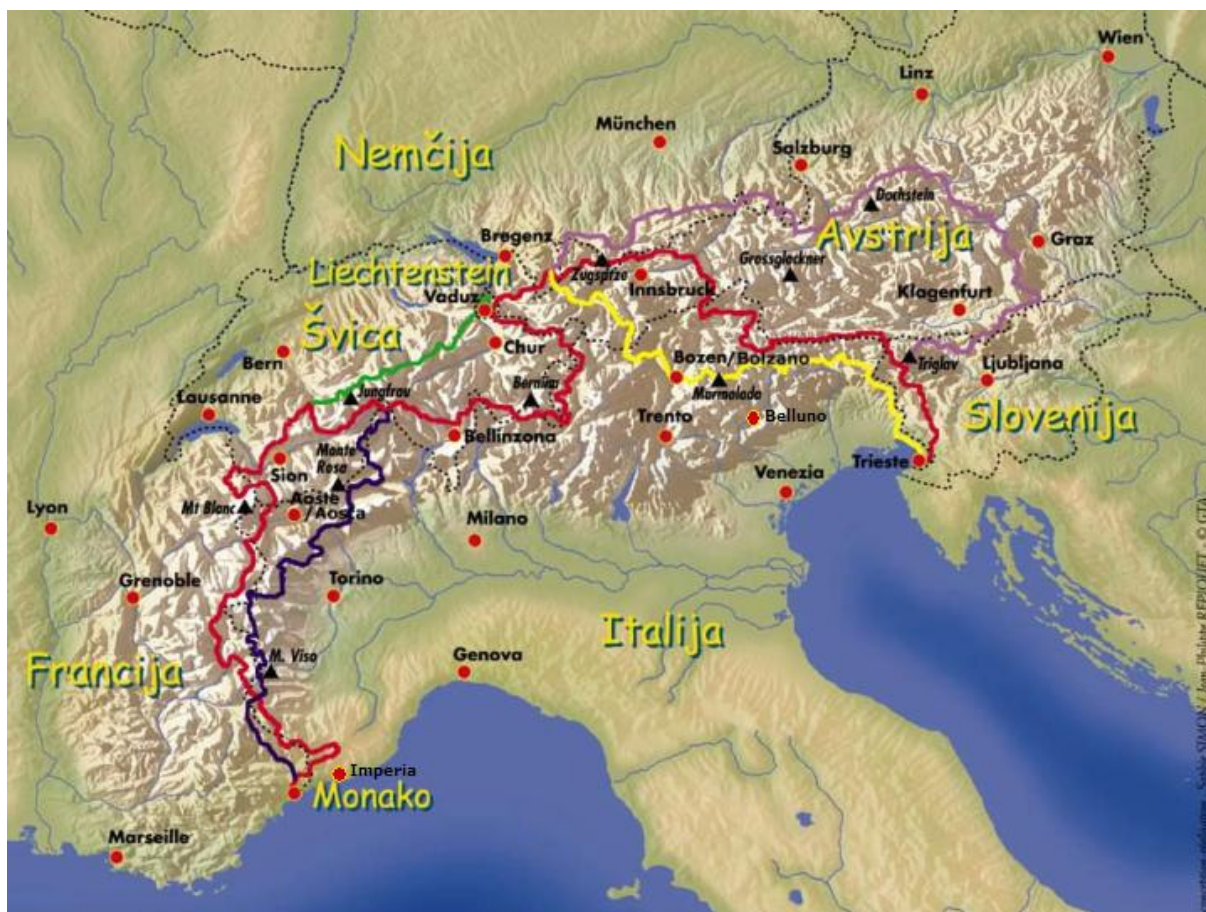 Wien
Linz
München
Salzburg
Nemčija
Dachstein
Bregenz
Avstrija
Graz
Liechtenstein
Zugspitze
Grossglockner
Innsbruck
Vaduz
Klagenfurt
Švica
Chur
Bern
Bozen/Bolzano
Triglav
Ljubljana
Jungfrau
Bernina
Marmolada
Lausanne
Slovenija
Belluno
Bellinzona
Trento
Monte
Rosa
Sion
Trieste
Venezia
Aoste
/Aosta
Mt Blanc
Lyon
Milano
Grenoble
Torino
Italija
Francija
M. Viso
Genova
Imperia
Monako
Marseille